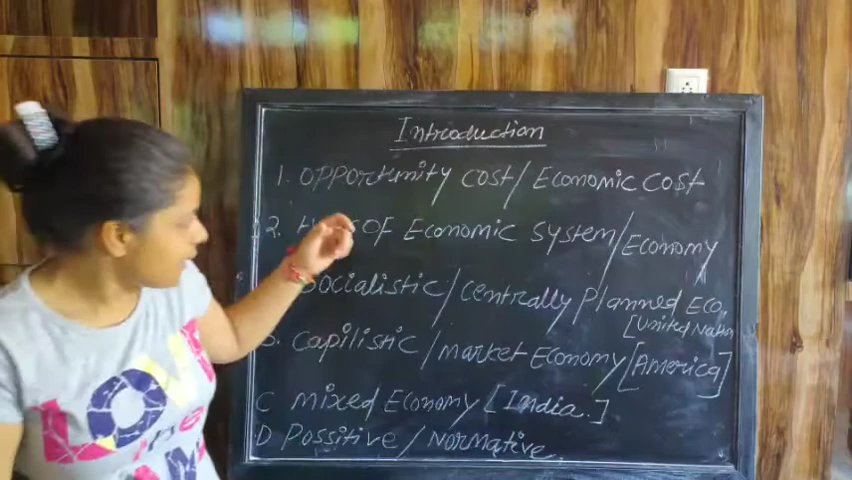 Introduction
1. Opportunity cost/Economic cost
2. OF Economic system/Economy
Socialistic/centrally Planned Eco.
[United Nation
Capilistic/market Economy [America]
C mixed Economy [India.]
D Possitive/Normative.
LOVE